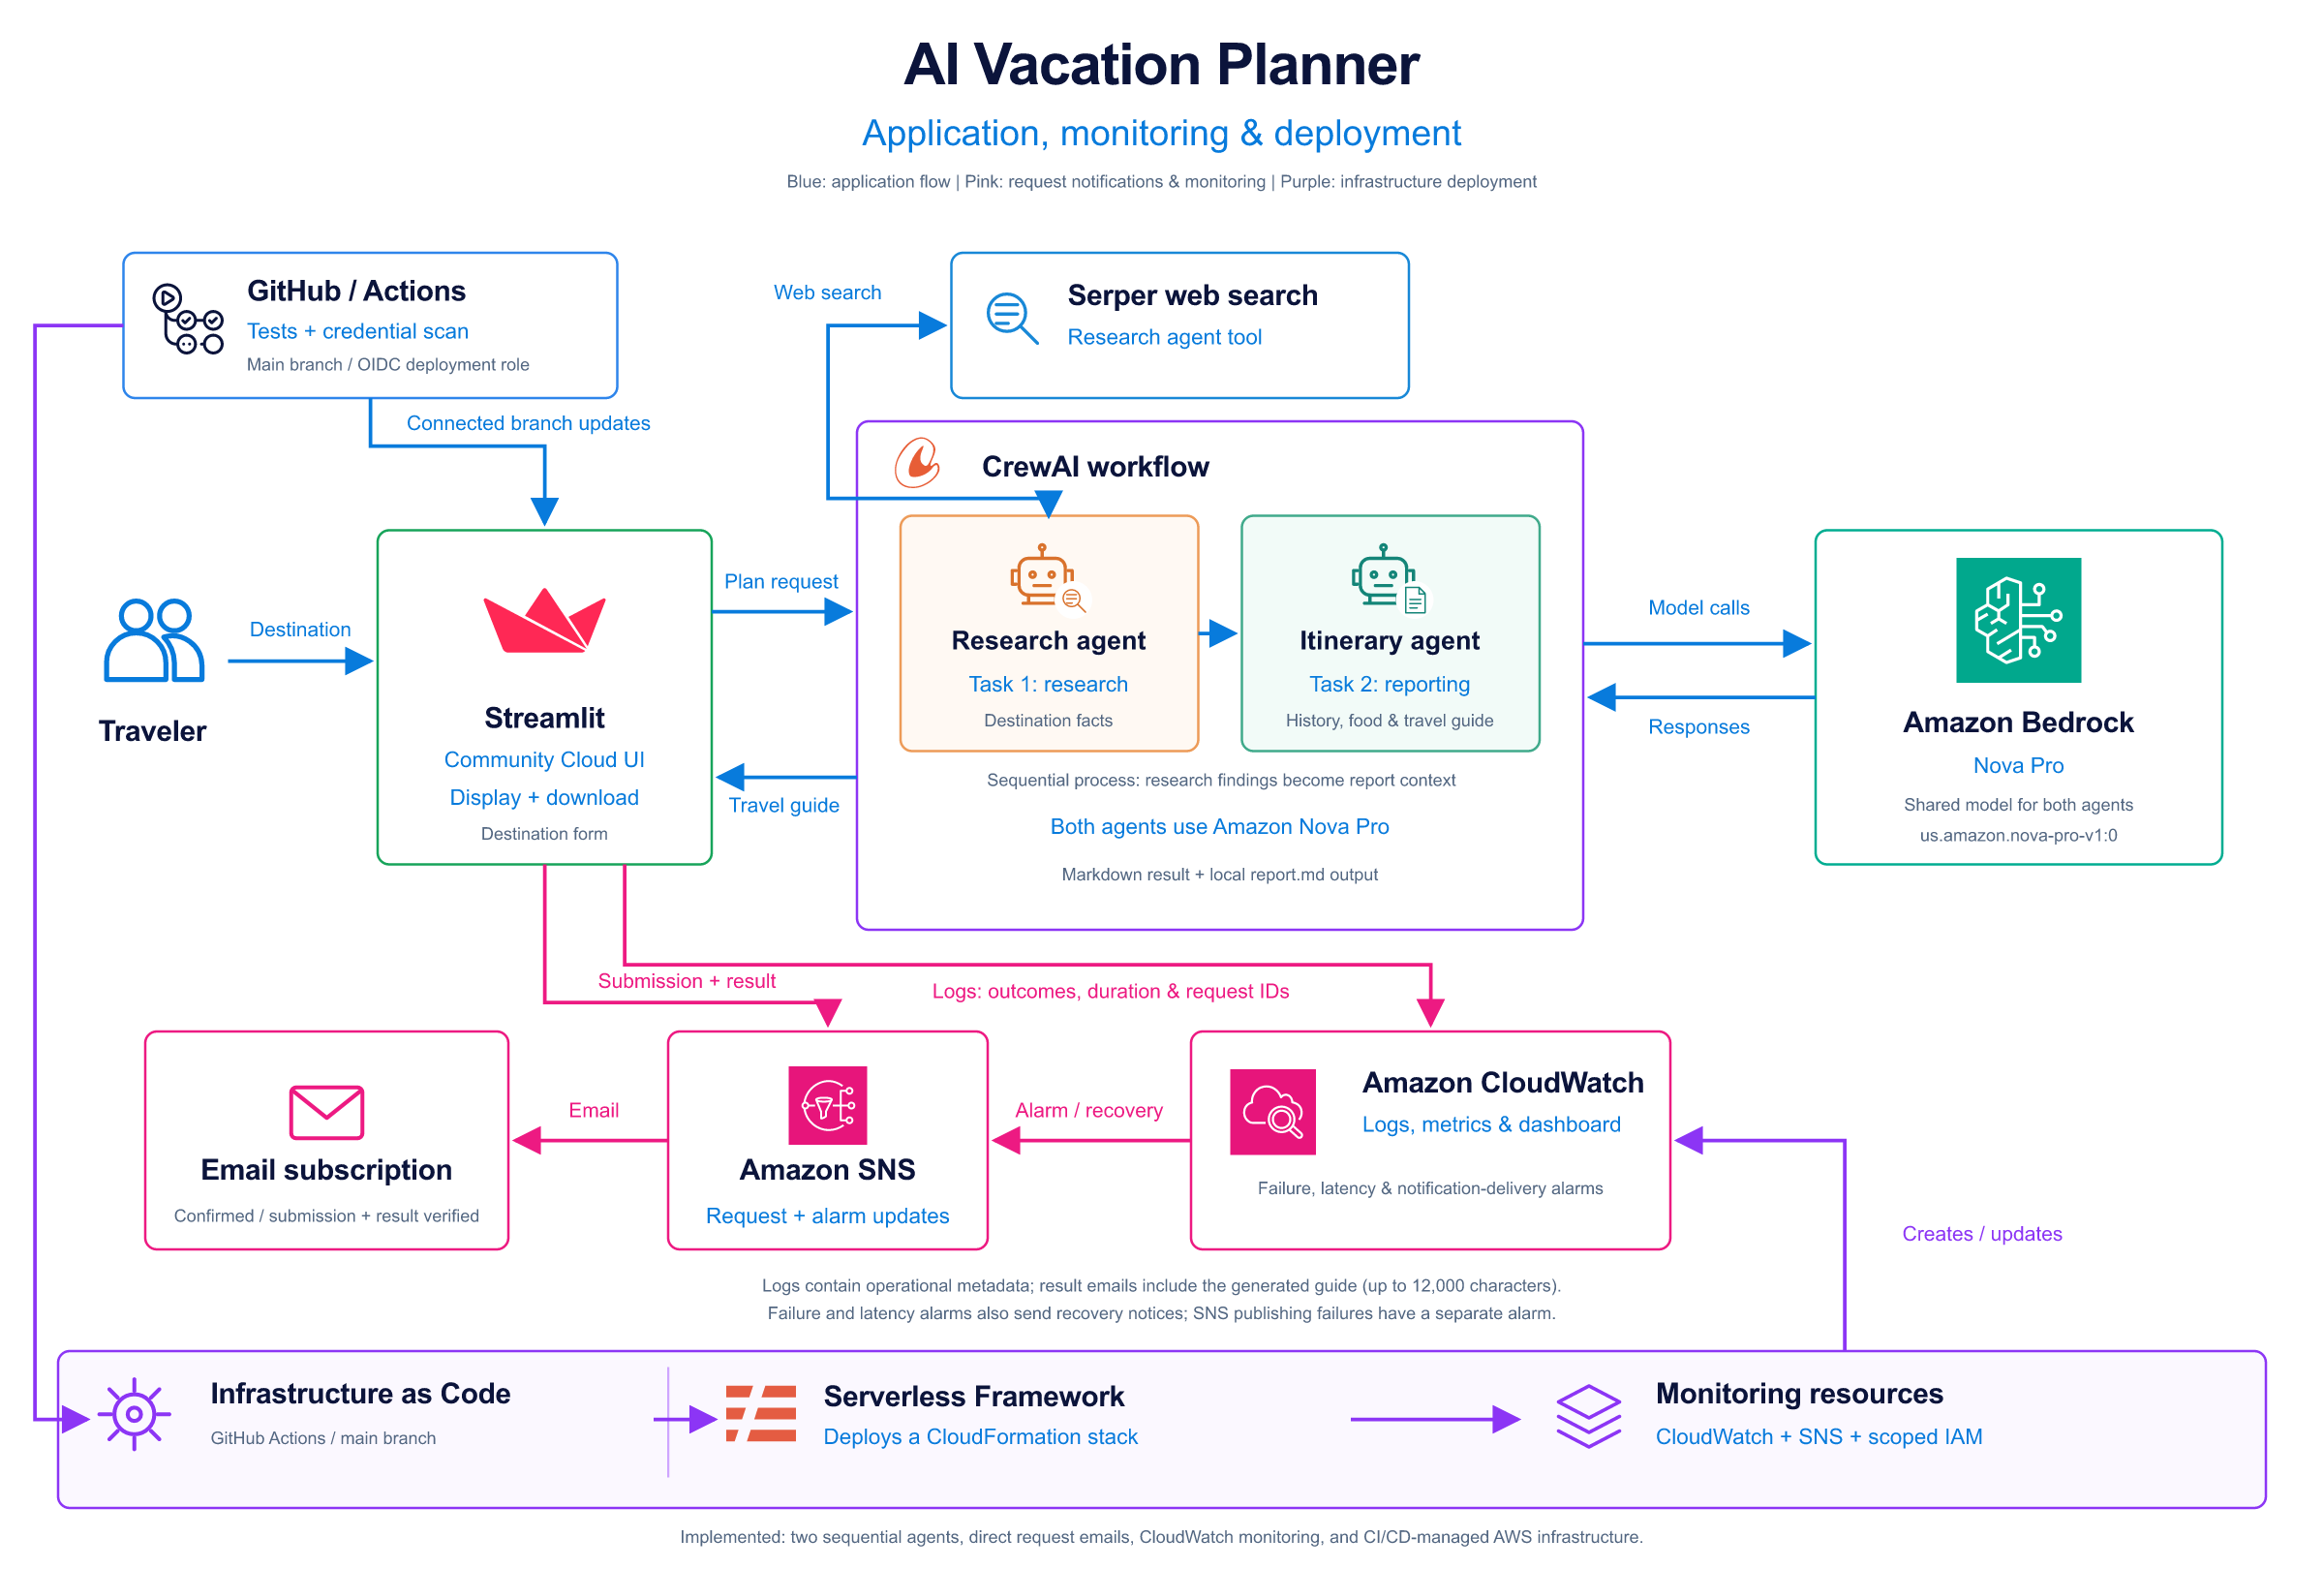 AI Vacation Planner
Application, monitoring & deployment
Blue: application flow | Pink: request notifications & monitoring | Purple: infrastructure deployment
GitHub / Actions
Tests + credential scan
Main branch / OIDC deployment role
Web search
Serper web search
Research agent tool
Connected branch updates
CrewAI workflow
Traveler
Destination
Streamlit
Community Cloud UI
Display + download
Destination form
Plan request
Travel guide
Research agent
Task 1: research
Destination facts
Itinerary agent
Task 2: reporting
History, food & travel guide
Sequential process: research findings become report context
Both agents use Amazon Nova Pro
Markdown result + local report.md output
Model calls
Responses
Amazon Bedrock
Nova Pro
Shared model for both agents
us.amazon.nova-pro-v1:0
Submission + result
Logs: outcomes, duration & request IDs
Email subscription
Confirmed / submission + result verified
Email
Amazon SNS
Request + alarm updates
Alarm / recovery
Amazon CloudWatch
Logs, metrics & dashboard
Failure, latency & notification-delivery alarms
Creates / updates
Logs contain operational metadata; result emails include the generated guide (up to 12,000 characters).
Failure and latency alarms also send recovery notices; SNS publishing failures have a separate alarm.
Infrastructure as Code
GitHub Actions / main branch
Serverless Framework
Deploys a CloudFormation stack
Monitoring resources
CloudWatch + SNS + scoped IAM
Implemented: two sequential agents, direct request emails, CloudWatch monitoring, and CI/CD-managed AWS infrastructure.